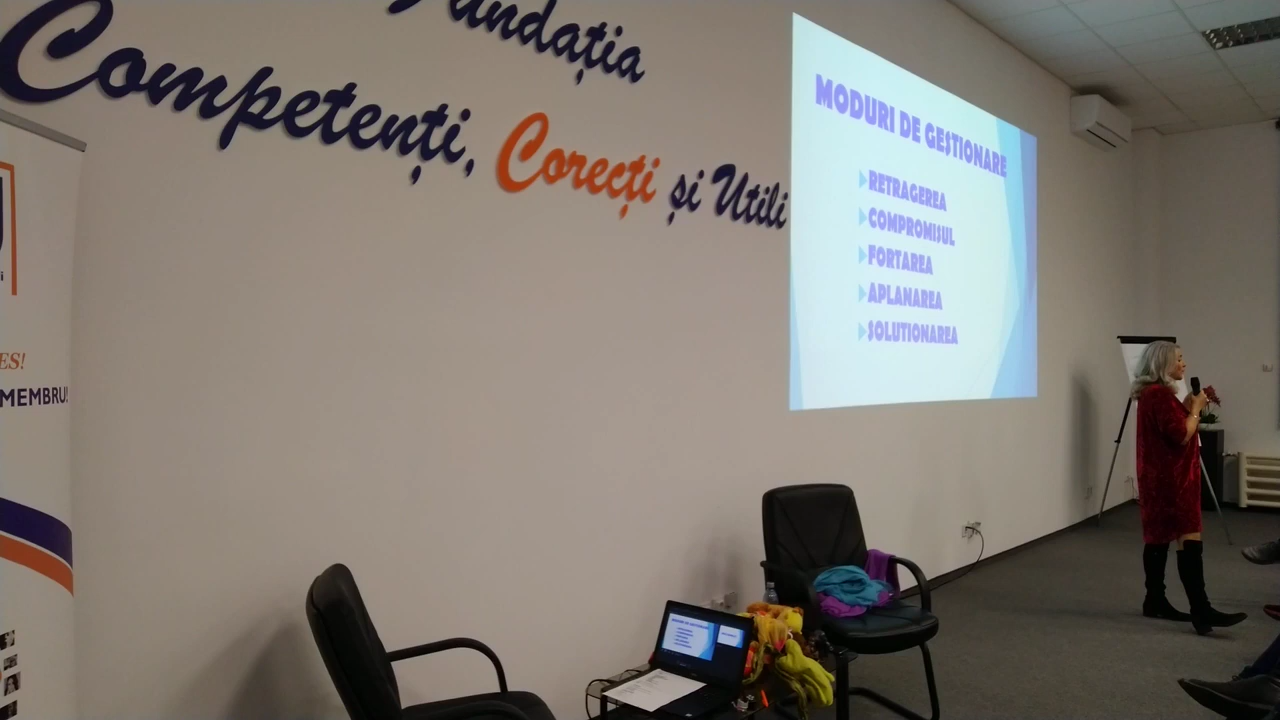 Fundația
Competenți, Corecți și Utili
MODURI DE GESTIONARE
RETRAGEREA
COMPROMISUL
FORTAREA
APLANAREA
SOLUTIONAREA
ES!
MEMBRU!